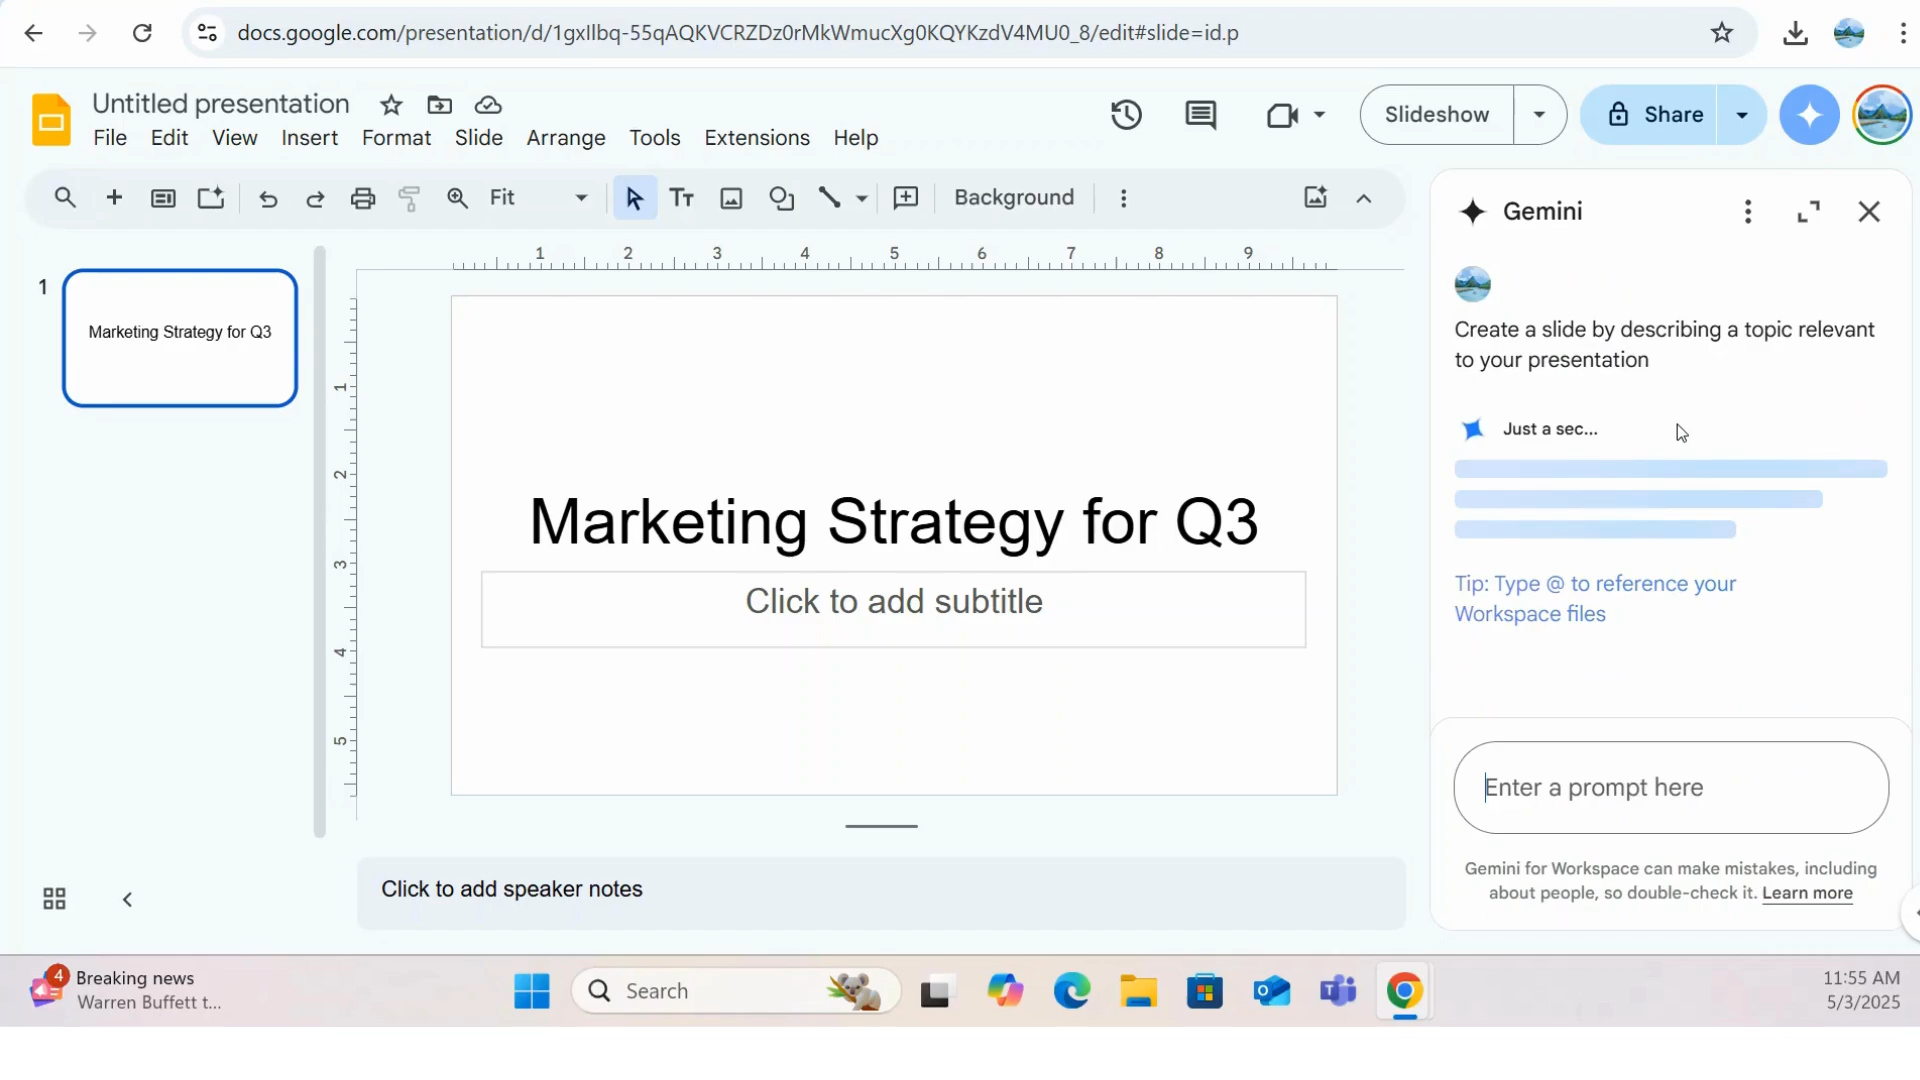 docs.google.com/presentation/d/1gxIlbq-55qAQKVCRZDz0rMkWmucXg0KQYKzdV4MU0_8/edit#slide=id.p
Untitled presentation
File Edit View Insert Format Slide Arrange Tools Extensions Help
Slideshow
Share
Fit
Background
Gemini
1 2 3 4 5 6 7 8 9
1
Marketing Strategy for Q3
1
2
3
4
5
Marketing Strategy for Q3
Click to add subtitle
Click to add speaker notes
Create a slide by describing a topic relevant
to your presentation
Just a sec...
Tip: Type @ to reference your
Workspace files
Enter a prompt here
Gemini for Workspace can make mistakes, including
about people, so double-check it. Learn more
4
Breaking news
Warren Buffett t...
Search
11:55 AM
5/3/2025